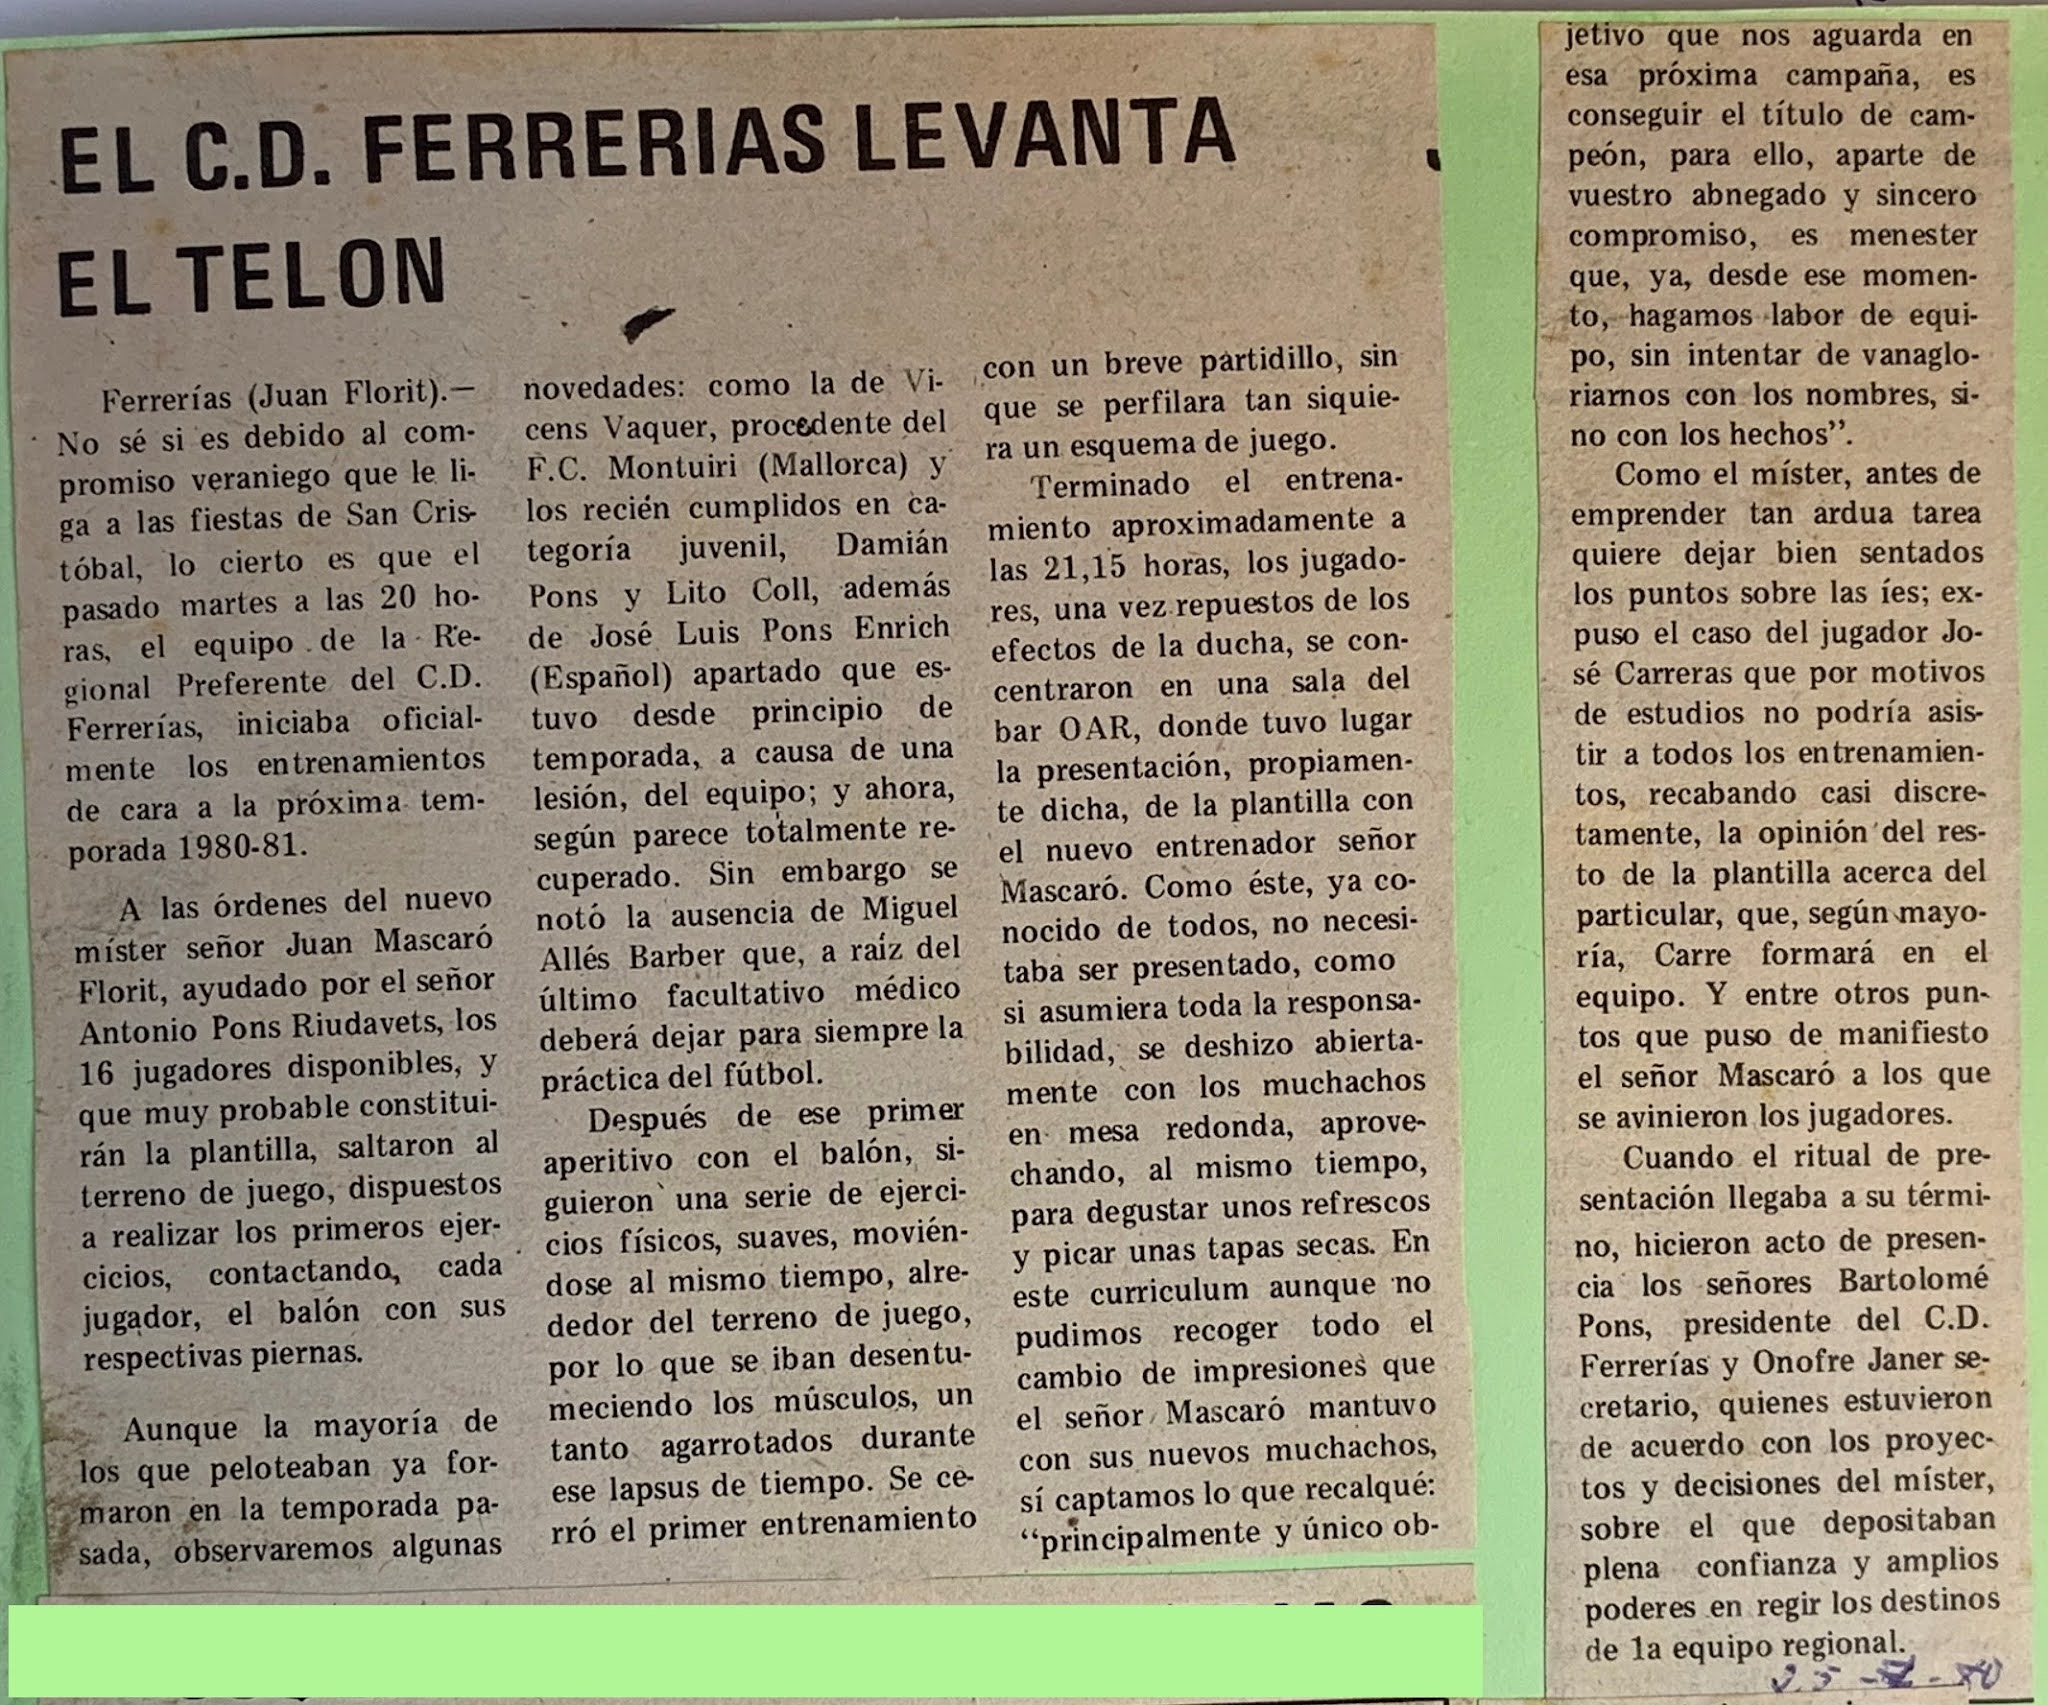 EL C.D. FERRERIAS LEVANTA
EL TELON
Ferrerías (Juan Florit).—
No sé si es debido al com-
promiso veraniego que le li-
ga a las fiestas de San Cris-
tóbal, lo cierto es que el
pasado martes a las 20 ho-
ras, el equipo de la Re-
gional Preferente del C.D.
Ferrerías, iniciaba oficial-
mente los entrenamientos
de cara a la próxima tem-
porada 1980-81.
A las órdenes del nuevo
míster señor Juan Mascaró
Florit, ayudado por el señor
Antonio Pons Riudavets, los
16 jugadores disponibles, y
que muy probable constitui-
rán la plantilla, saltaron al
terreno de juego, dispuestos
a realizar los primeros ejer-
cicios, contactando, cada
jugador, el balón con sus
respectivas piernas.
Aunque la mayoría de
los que peloteaban ya for-
maron en la temporada pa-
sada, observaremos algunas
novedades: como la de Vi-
cens Vaquer, procedente del
F.C. Montuiri (Mallorca) y
los recién cumplidos en ca-
tegoría juvenil, Damián
Pons y Lito Coll, además
de José Luis Pons Enrich
(Español) apartado que es-
tuvo desde principio de
temporada, a causa de una
lesión, del equipo; y ahora,
según parece totalmente re-
cuperado. Sin embargo se
notó la ausencia de Miguel
Allés Barber que, a raíz del
último facultativo médico
deberá dejar para siempre la
práctica del fútbol.
Después de ese primer
aperitivo con el balón, si-
guieron una serie de ejerci-
cios físicos, suaves, movién-
dose al mismo tiempo, alre-
dedor del terreno de juego,
por lo que se iban desentu-
meciendo los músculos, un
tanto agarrotados durante
ese lapsus de tiempo. Se ce-
rró el primer entrenamiento
con un breve partidillo, sin
que se perfilara tan siquie-
ra un esquema de juego.
Terminado el entrena-
miento aproximadamente a
las 21,15 horas, los jugado-
res, una vez repuestos de los
efectos de la ducha, se con-
centraron en una sala del
bar OAR, donde tuvo lugar
la presentación, propiamen-
te dicha, de la plantilla con
el nuevo entrenador señor
Mascaró. Como éste, ya co-
nocido de todos, no necesi-
taba ser presentado, como
si asumiera toda la responsa-
bilidad, se deshizo abierta-
mente con los muchachos
en mesa redonda, aprove-
chando, al mismo tiempo,
para degustar unos refrescos
y picar unas tapas secas. En
este curriculum aunque no
pudimos recoger todo el
cambio de impresiones que
el señor Mascaró mantuvo
con sus nuevos muchachos,
sí captamos lo que recalqué:
“principalmente y único ob-
jetivo que nos aguarda en
esa próxima campaña, es
conseguir el título de cam-
peón, para ello, aparte de
vuestro abnegado y sincero
compromiso, es menester
que, ya, desde ese momen-
to, hagamos labor de equi-
po, sin intentar de vanaglo-
riarnos con los nombres, si-
no con los hechos”.
Como el míster, antes de
emprender tan ardua tarea
quiere dejar bien sentados
los puntos sobre las íes; ex-
puso el caso del jugador Jo-
sé Carreras que por motivos
de estudios no podría asis-
tir a todos los entrenamien-
tos, recabando casi discre-
tamente, la opinión del res-
to de la plantilla acerca del
particular, que, según mayo-
ría, Carre formará en el
equipo. Y entre otros pun-
tos que puso de manifiesto
el señor Mascaró a los que
se avinieron los jugadores.
Cuando el ritual de pre-
sentación llegaba a su térmi-
no, hicieron acto de presen-
cia los señores Bartolomé
Pons, presidente del C.D.
Ferrerías y Onofre Janer se-
cretario, quienes estuvieron
de acuerdo con los proyec-
tos y decisiones del míster,
sobre el que depositaban
plena confianza y amplios
poderes en regir los destinos
de 1a equipo regional.